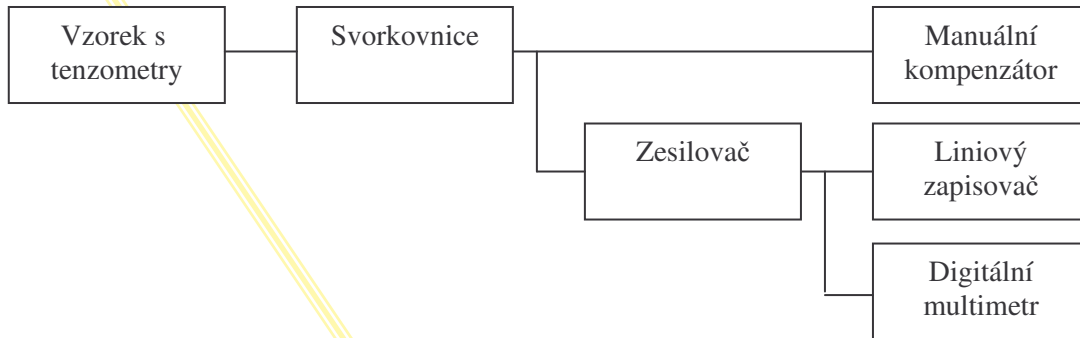 Vzorek s
tenzometry
Svorkovnice
Manuální
kompenzátor
Zesilovač
Liniový
zapisovač
Digitální
multimetr